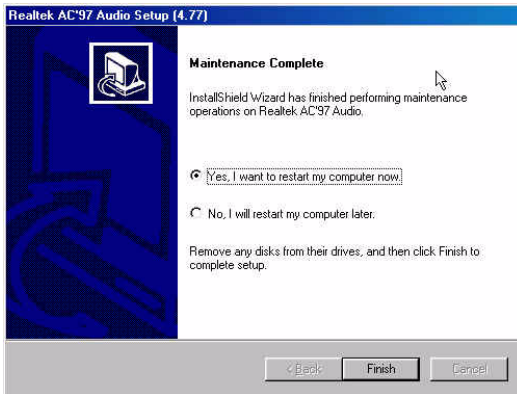 Realtek AC'97 Audio Setup (4.77)
Maintenance Complete
InstallShield Wizard has finished performing maintenance
operations on Realtek AC'97 Audio.
Yes, I want to restart my computer now.
No, I will restart my computer later.
Remove any disks from their drives, and then click Finish to
complete setup.
< Back
Finish
Cancel